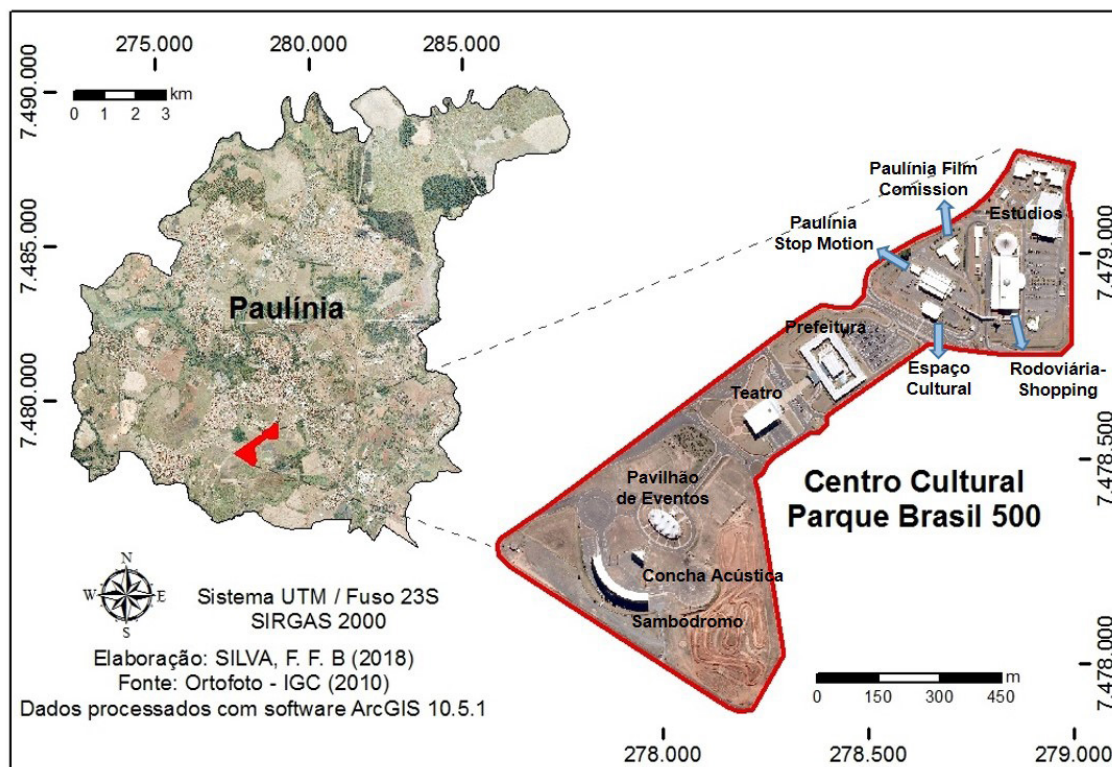 275.000
280.000
285.000
7.490.000
7.485.000
7.480.000
km
0 1 2 3
Paulínia
N
W E
S
Sistema UTM / Fuso 23S
SIRGAS 2000
Elaboração: SILVA, F. F. B (2018)
Fonte: Ortofoto - IGC (2010)
Dados processados com software ArcGIS 10.5.1
Paulínia Film
Comission
Estúdios
Paulínia
Stop Motion
Prefeitura
Espaço
Cultural
Rodoviária-
Shopping
Teatro
Centro Cultural
Parque Brasil 500
Pavilhão
de Eventos
Concha Acústica
Sambódromo
m
0 150 300 450
7.479.000
7.478.500
7.478.000
278.000
278.500
279.000